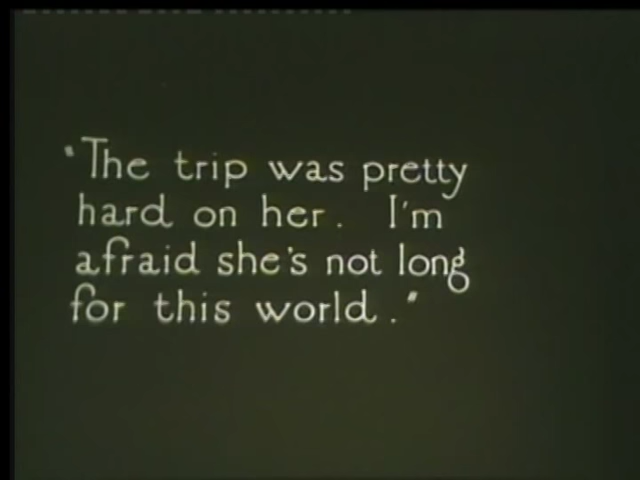 "The trip was pretty
hard on her. I'm
afraid she's not long
for this world."